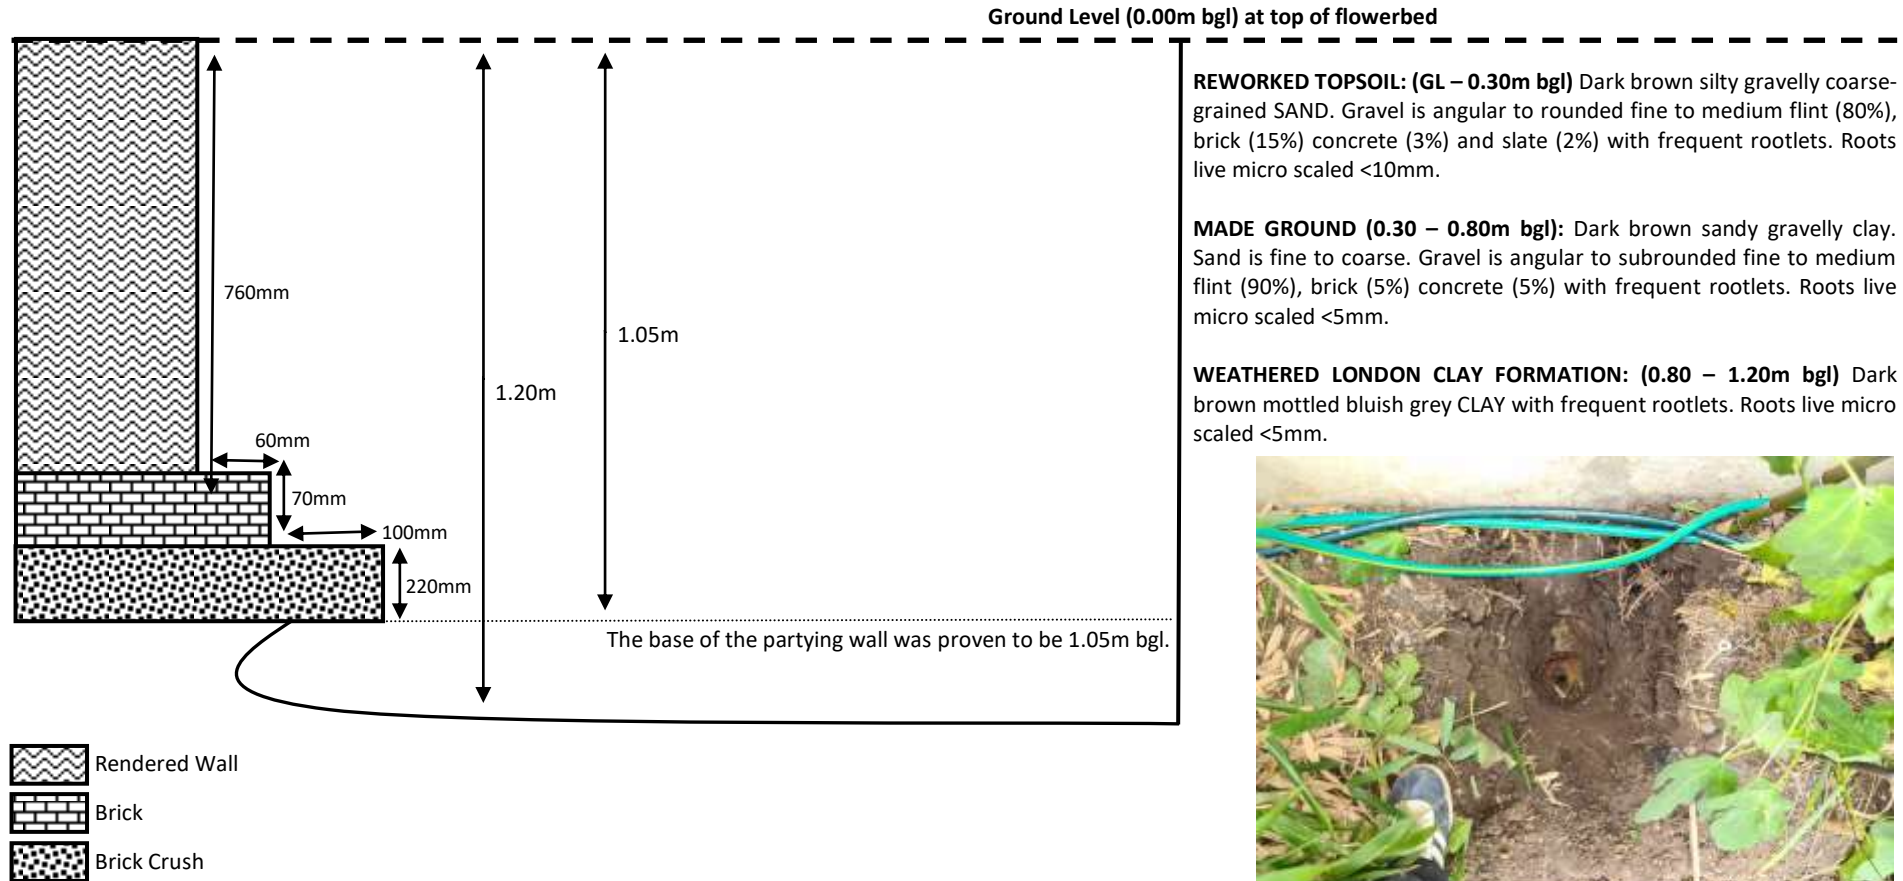 Ground Level (0.00m bgl) at top of flowerbed
REWORKED TOPSOIL: (GL – 0.30m bgl) Dark brown silty gravelly coarse-
grained SAND. Gravel is angular to rounded fine to medium flint (80%),
brick (15%) concrete (3%) and slate (2%) with frequent rootlets. Roots
live micro scaled <10mm.
MADE GROUND (0.30 – 0.80m bgl): Dark brown sandy gravelly clay.
Sand is fine to coarse. Gravel is angular to subrounded fine to medium
flint (90%), brick (5%) concrete (5%) with frequent rootlets. Roots live
micro scaled <5mm.
WEATHERED LONDON CLAY FORMATION: (0.80 – 1.20m bgl) Dark
brown mottled bluish grey CLAY with frequent rootlets. Roots live micro
scaled <5mm.
760mm
1.05m
1.20m
60mm
70mm
100mm
220mm
The base of the partying wall was proven to be 1.05m bgl.
Rendered Wall
Brick
Brick Crush